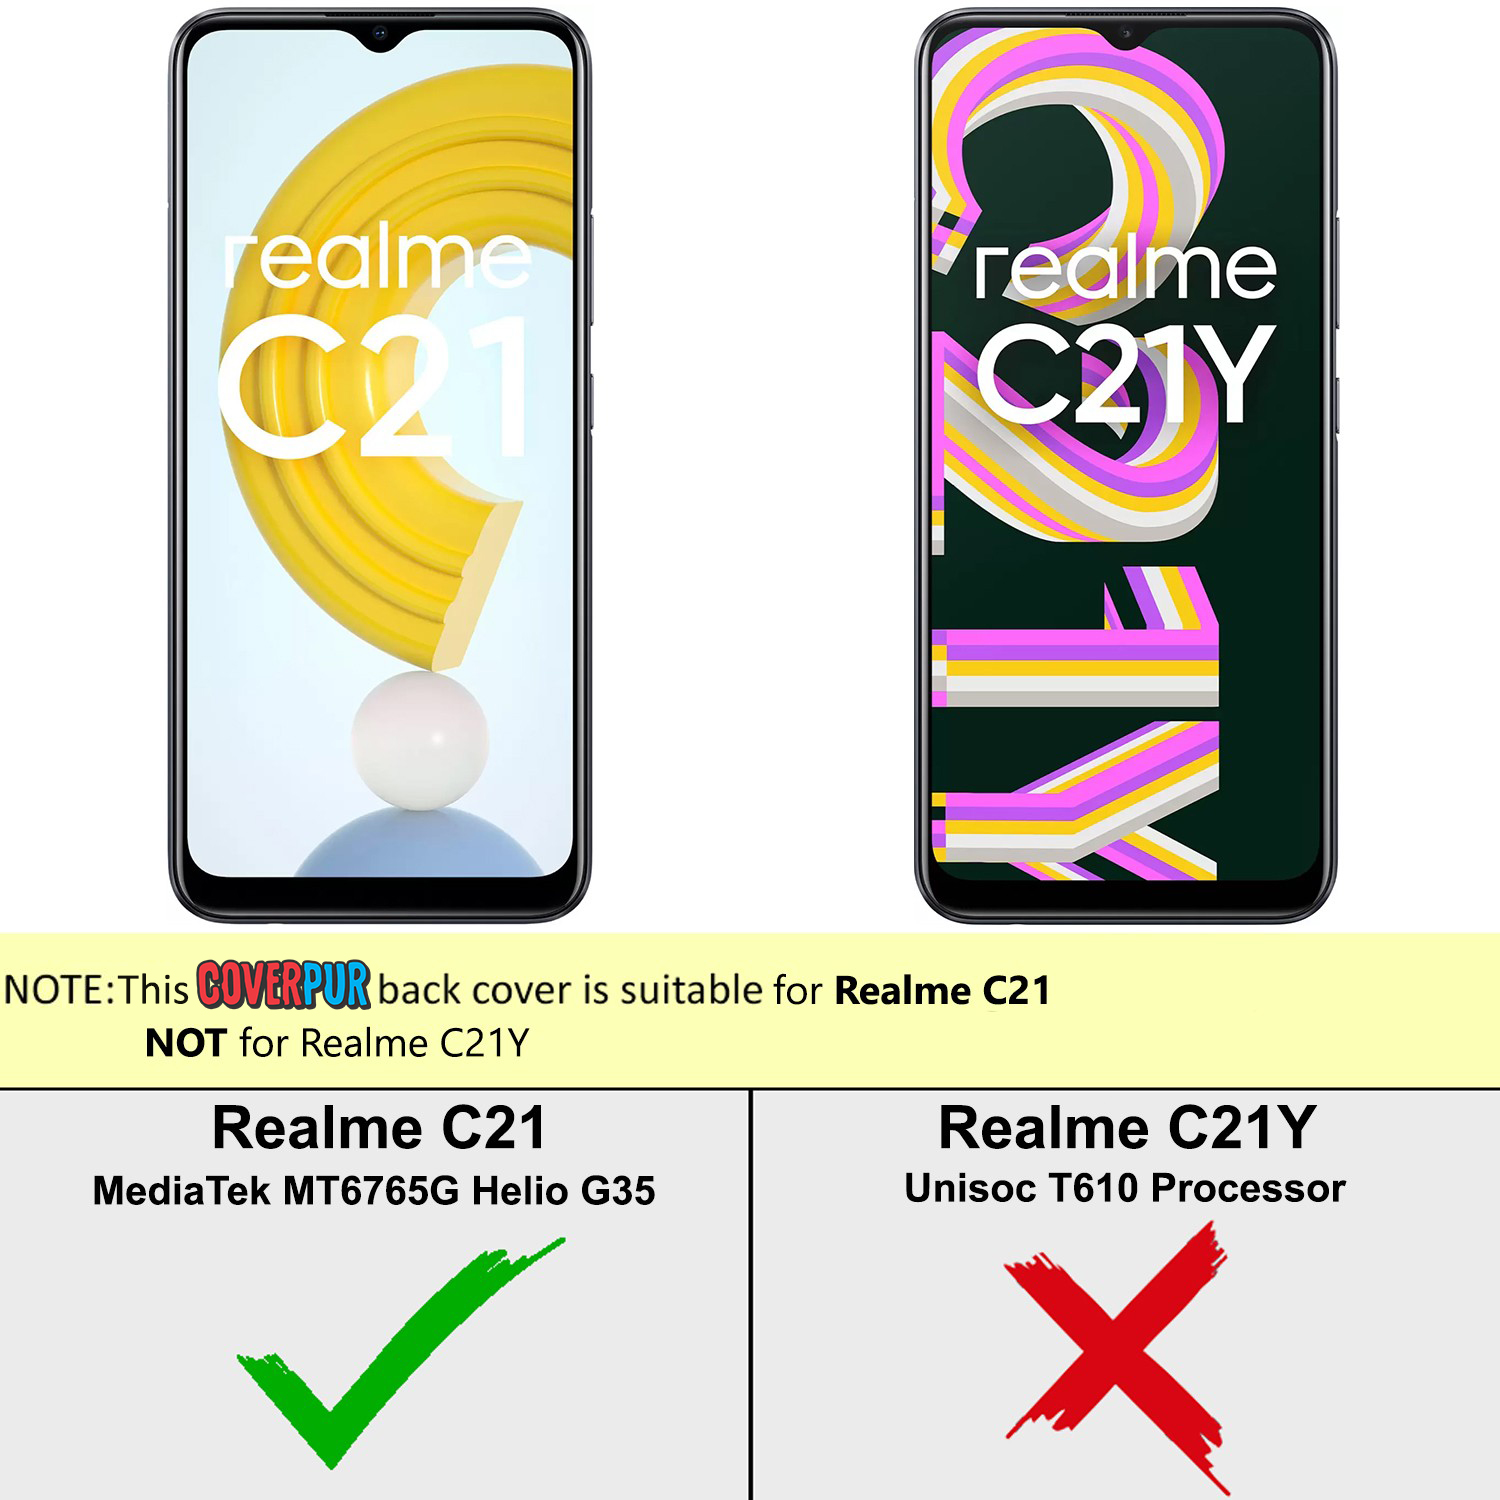 realme
C21
realme
C21Y
NOTE:This COVERPUR back cover is suitable for Realme C21
NOT for Realme C21Y
Realme C21
MediaTek MT6765G Helio G35
Realme C21Y
Unisoc T610 Processor